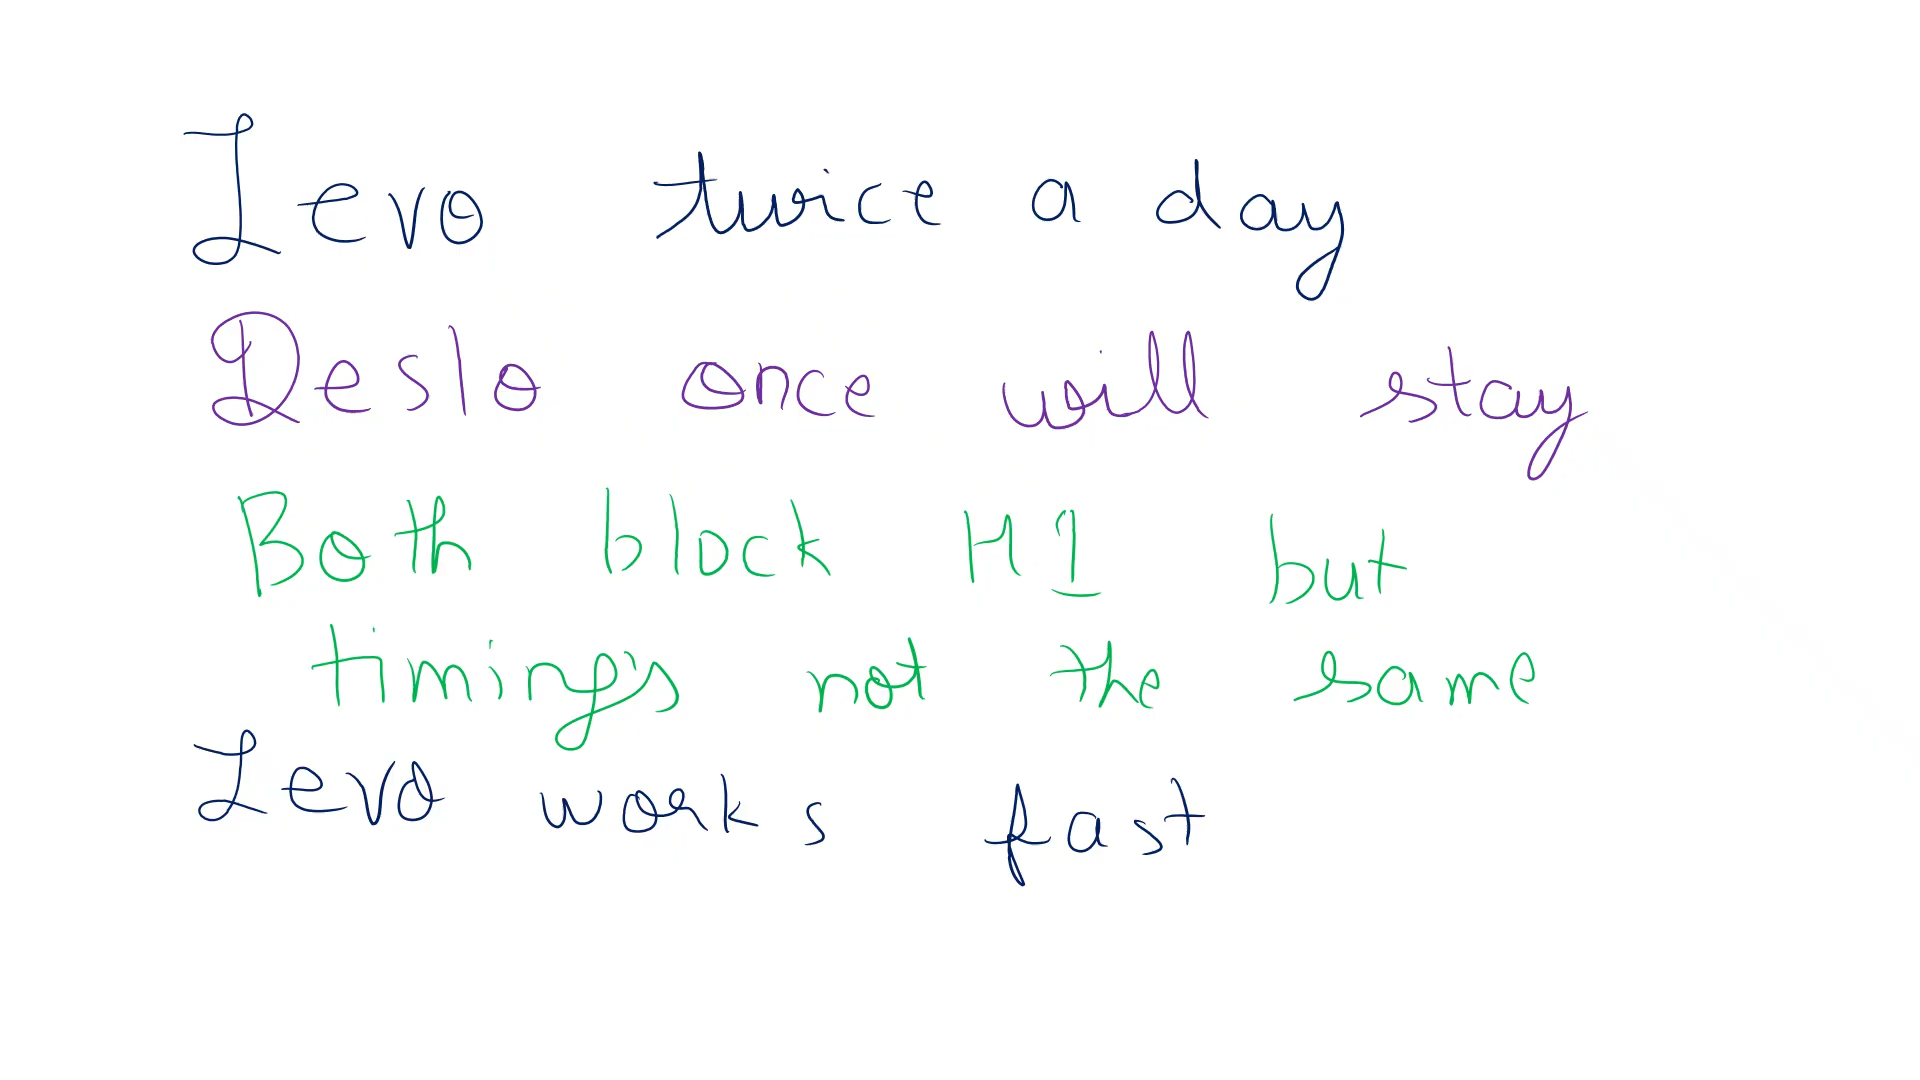 Levo twice a day
Deslo once will stay
Both block H1 but
timing's not the same
Levo works fast